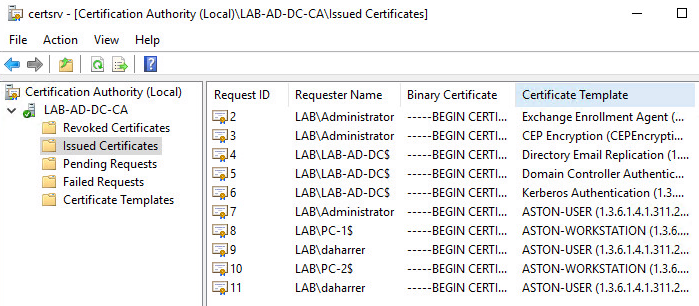 certsrv - [Certification Authority (Local)\LAB-AD-DC-CA\Issued Certificates]
File Action View Help
Certification Authority (Local)
LAB-AD-DC-CA
Revoked Certificates
Issued Certificates
Pending Requests
Failed Requests
Certificate Templates
Request ID Requester Name Binary Certificate Certificate Template
2 LAB\Administrator -----BEGIN CERTI... Exchange Enrollment Agent (...
3 LAB\Administrator -----BEGIN CERTI... CEP Encryption (CEPEncrypti...
4 LAB\LAB-AD-DC$ -----BEGIN CERTI... Directory Email Replication (1....
5 LAB\LAB-AD-DC$ -----BEGIN CERTI... Domain Controller Authentic...
6 LAB\LAB-AD-DC$ -----BEGIN CERTI... Kerberos Authentication (1.3....
7 LAB\Administrator -----BEGIN CERTI... ASTON-USER (1.3.6.1.4.1.311.2...
8 LAB\PC-1$ -----BEGIN CERTI... ASTON-WORKSTATION (1.3.6...
9 LAB\daharrer -----BEGIN CERTI... ASTON-USER (1.3.6.1.4.1.311.2...
10 LAB\PC-2$ -----BEGIN CERTI... ASTON-WORKSTATION (1.3.6...
11 LAB\daharrer -----BEGIN CERTI... ASTON-USER (1.3.6.1.4.1.311.2...